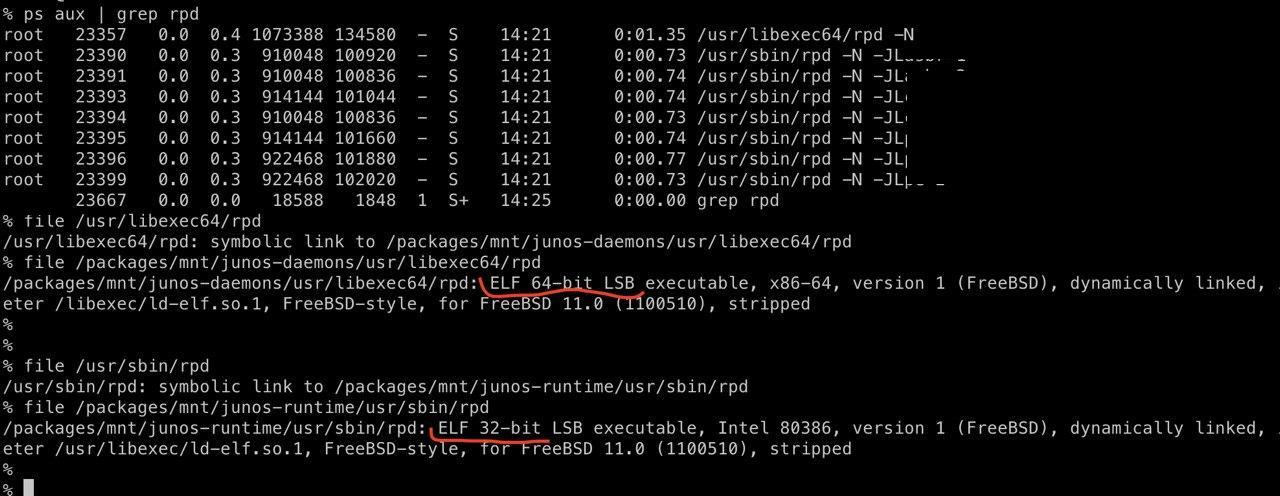 % ps aux | grep rpd
root   23357   0.0  0.4 1073388 134580  -  S    14:21      0:01.35 /usr/libexec64/rpd -N
root   23390   0.0  0.3  910048 100920  -  S    14:21      0:00.73 /usr/sbin/rpd -N -JL
root   23391   0.0  0.3  910048 100836  -  S    14:21      0:00.74 /usr/sbin/rpd -N -JL
root   23393   0.0  0.3  914144 101044  -  S    14:21      0:00.74 /usr/sbin/rpd -N -JL
root   23394   0.0  0.3  910048 100836  -  S    14:21      0:00.73 /usr/sbin/rpd -N -JL
root   23395   0.0  0.3  914144 101660  -  S    14:21      0:00.74 /usr/sbin/rpd -N -JL
root   23396   0.0  0.3  922468 101880  -  S    14:21      0:00.77 /usr/sbin/rpd -N -JL
root   23399   0.0  0.3  922468 102020  -  S    14:21      0:00.73 /usr/sbin/rpd -N -JL
23667   0.0  0.0   18588   1848  1  S+   14:25      0:00.00 grep rpd
% file /usr/libexec64/rpd
/usr/libexec64/rpd: symbolic link to /packages/mnt/junos-daemons/usr/libexec64/rpd
% file /packages/mnt/junos-daemons/usr/libexec64/rpd
/packages/mnt/junos-daemons/usr/libexec64/rpd: ELF 64-bit LSB executable, x86-64, version 1 (FreeBSD), dynamically linked,
eter /libexec/ld-elf.so.1, FreeBSD-style, for FreeBSD 11.0 (1100510), stripped
%
%
% file /usr/sbin/rpd
/usr/sbin/rpd: symbolic link to /packages/mnt/junos-runtime/usr/sbin/rpd
% file /packages/mnt/junos-runtime/usr/sbin/rpd
/packages/mnt/junos-runtime/usr/sbin/rpd: ELF 32-bit LSB executable, Intel 80386, version 1 (FreeBSD), dynamically linked,
eter /usr/libexec/ld-elf.so.1, FreeBSD-style, for FreeBSD 11.0 (1100510), stripped
%
%